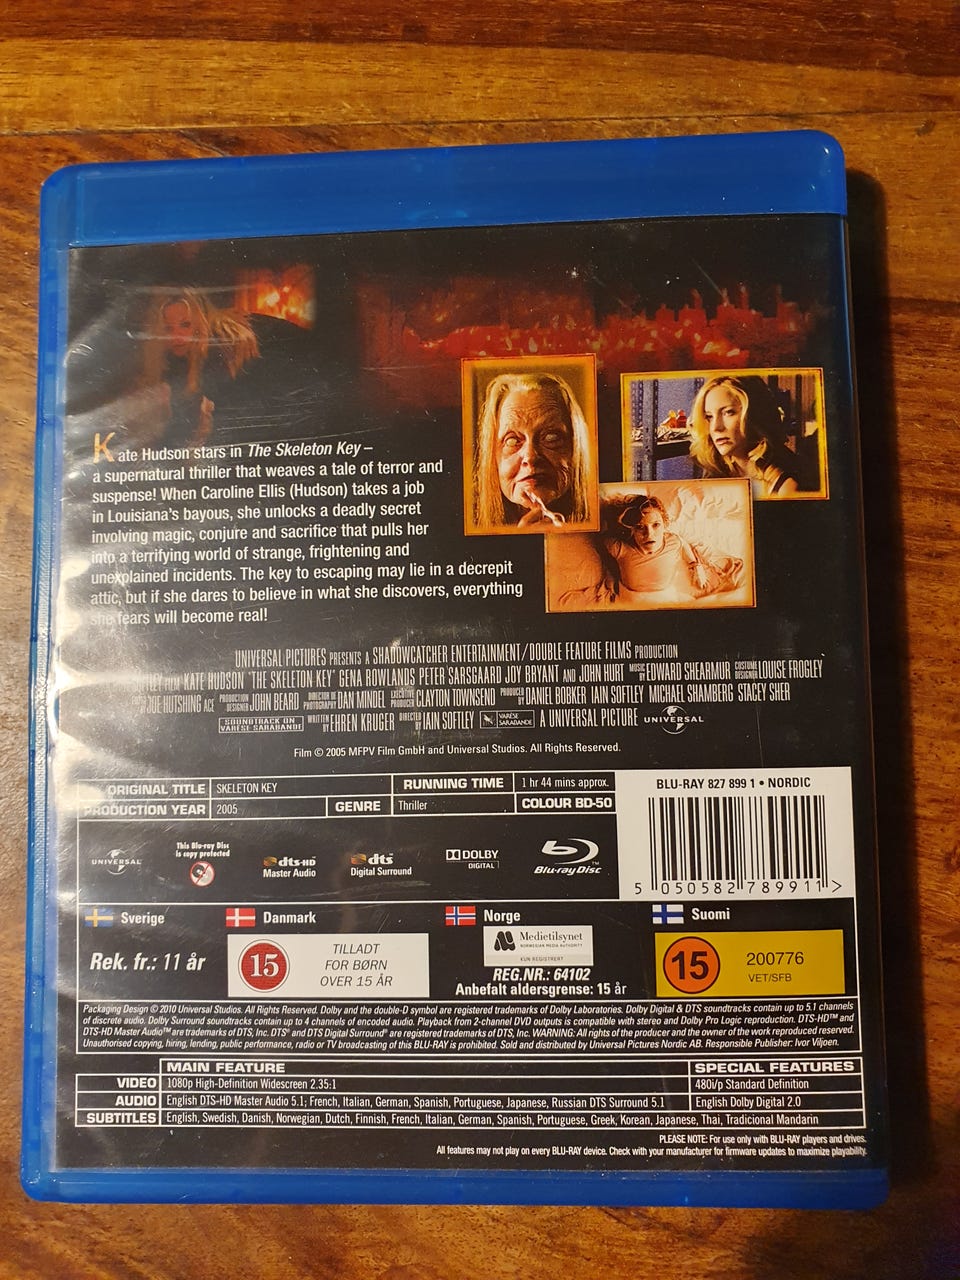 Kate Hudson stars in The Skeleton Key –
a supernatural thriller that weaves a tale of terror and
suspense! When Caroline Ellis (Hudson) takes a job
in Louisiana's bayous, she unlocks a deadly secret
involving magic, conjure and sacrifice that pulls her
into a terrifying world of strange, frightening and
unexplained incidents. The key to escaping may lie in a decrepit
attic, but if she dares to believe in what she discovers, everything
she fears will become real!
UNIVERSAL PICTURES PRESENTS A SHADOWCATCHER ENTERTAINMENT/DOUBLE FEATURE FILMS PRODUCTION
SOFTLEY FILM KATE HUDSON "THE SKELETON KEY" GENA ROWLANDS PETER SARSGAARD JOY BRYANT AND JOHN HURT MUSIC BY EDWARD SHEARMUR COSTUME DESIGNER LOUISE FROGLEY
JOE HUTSHING ACE PRODUCTION DESIGNER JOHN BEARD DIRECTOR OF PHOTOGRAPHY DAN MINDEL EXECUTIVE PRODUCER CLAYTON TOWNSEND PRODUCED BY DANIEL BOBKER IAIN SOFTLEY MICHAEL SHAMBERG STACEY SHER
SOUNDTRACK ON VARÈSE SARABANDE WRITTEN BY EHREN KRUGER DIRECTED BY IAIN SOFTLEY VARÈSE SARABANDE A UNIVERSAL PICTURE UNIVERSAL
Film © 2005 MFPV Film GmbH and Universal Studios. All Rights Reserved.
ORIGINAL TITLE SKELETON KEY RUNNING TIME 1 hr 44 mins approx.
PRODUCTION YEAR 2005 GENRE Thriller COLOUR BD-50
BLU-RAY 827 899 1 • NORDIC
5 050582 789911 >
UNIVERSAL
This Blu-ray Disc
is copy protected
dts-HD
Master Audio
dts
Digital Surround
DOLBY
DIGITAL
Blu-ray Disc
Sverige Danmark Norge Suomi
Rek. fr.: 11 år
15
TILLADT
FOR BØRN
OVER 15 ÅR
Medietilsynet
NORWEGIAN MEDIA AUTHORITY
KUN REGISTRERT
REG.NR.: 64102
Anbefalt aldersgrense: 15 år
15
200776
VET/SFB
Packaging Design © 2010 Universal Studios. All Rights Reserved. Dolby and the double-D symbol are registered trademarks of Dolby Laboratories. Dolby Digital & DTS soundtracks contain up to 5.1 channels
of discrete audio. Dolby Surround soundtracks contain up to 4 channels of encoded audio. Playback from 2-channel DVD outputs is compatible with stereo and Dolby Pro Logic reproduction. DTS-HD™ and
DTS-HD Master Audio™ are trademarks of DTS, Inc. DTS® and DTS Digital Surround® are registered trademarks of DTS, Inc. WARNING: All rights of the producer and the owner of the work reproduced reserved.
Unauthorised copying, hiring, lending, public performance, radio or TV broadcasting of this BLU-RAY is prohibited. Sold and distributed by Universal Pictures Nordic AB. Responsible Publisher: Ivor Viljoen.
MAIN FEATURE SPECIAL FEATURES
VIDEO 1080p High-Definition Widescreen 2.35:1 480i/p Standard Definition
AUDIO English DTS-HD Master Audio 5.1; French, Italian, German, Spanish, Portuguese, Japanese, Russian DTS Surround 5.1 English Dolby Digital 2.0
SUBTITLES English, Swedish, Danish, Norwegian, Dutch, Finnish, French, Italian, German, Spanish, Portuguese, Greek, Korean, Japanese, Thai, Tradicional Mandarin
PLEASE NOTE: For use only with BLU-RAY players and drives.
All features may not play on every BLU-RAY device. Check with your manufacturer for firmware updates to maximize playability.